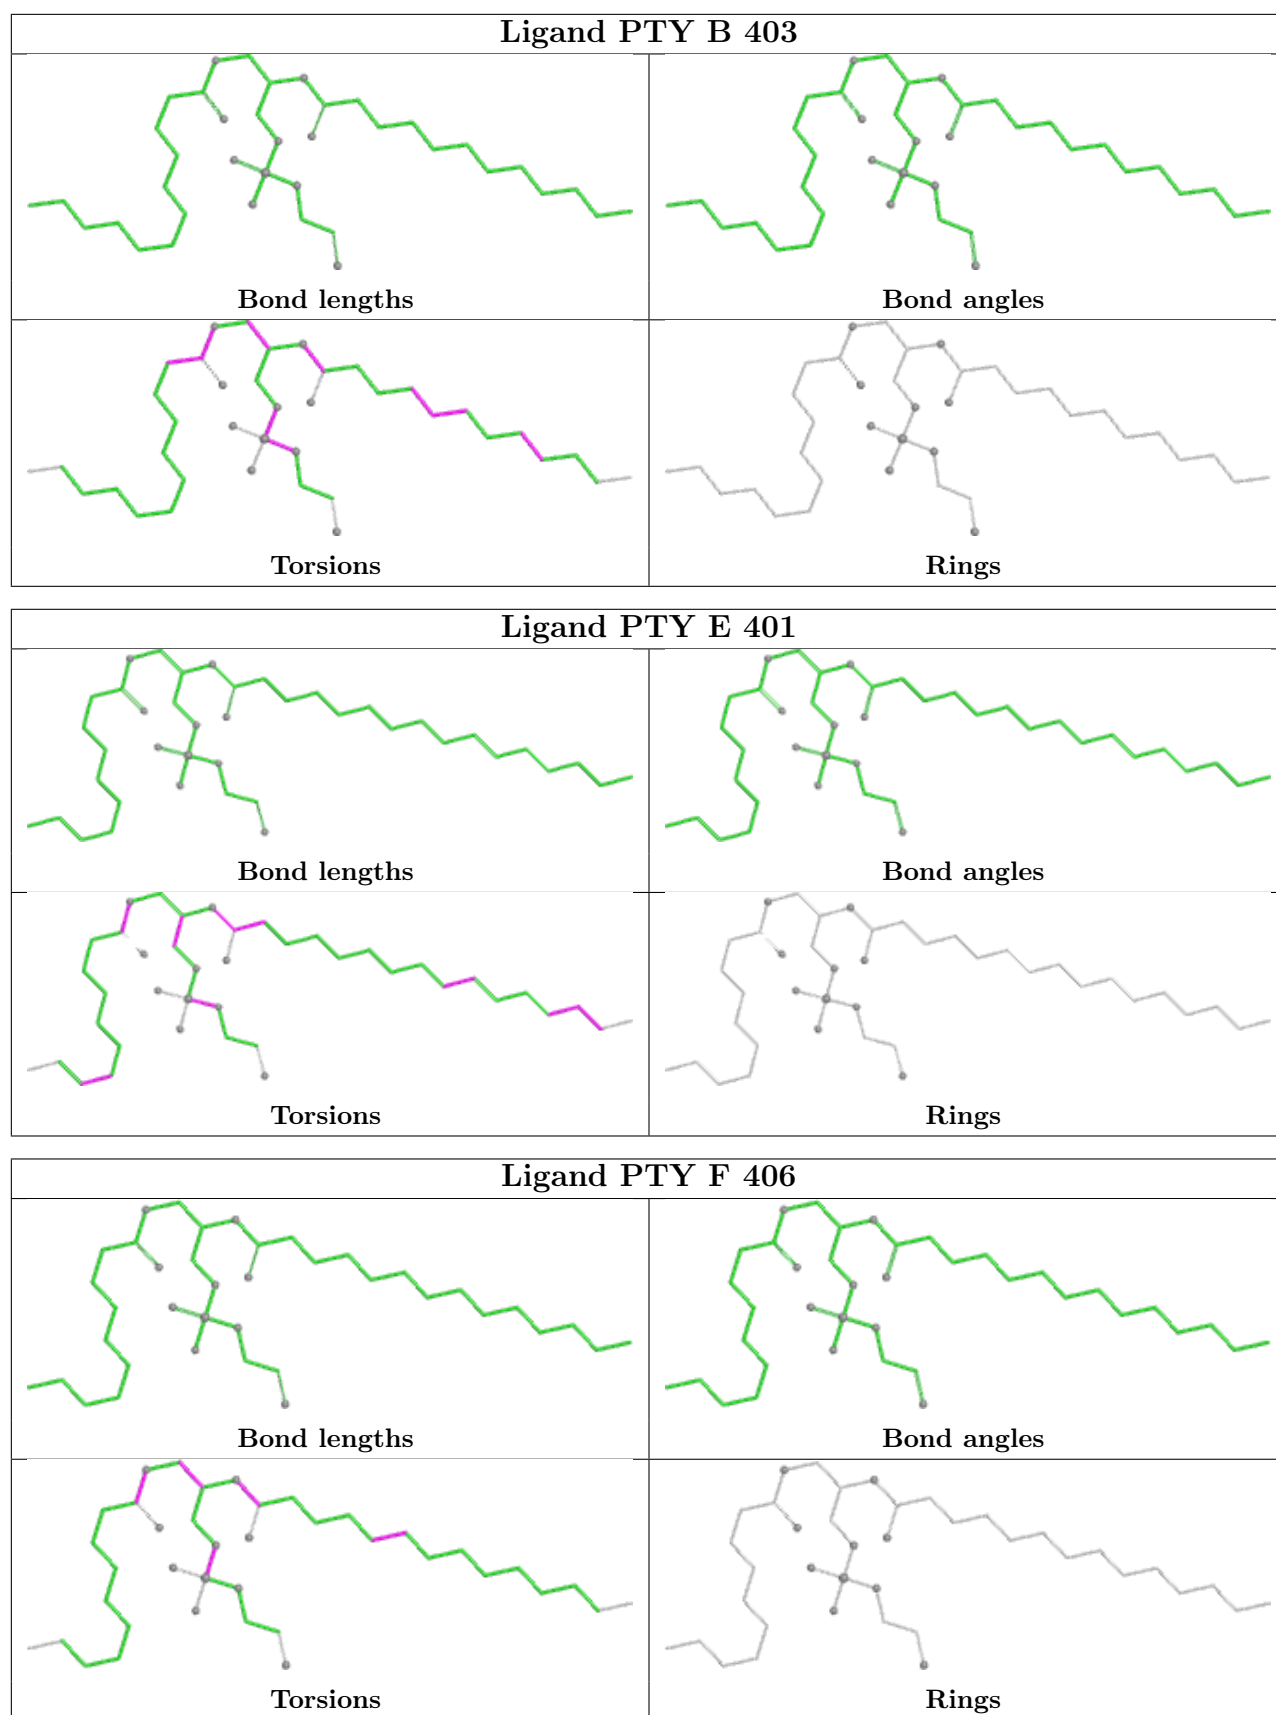 Ligand PTY B 403
Bond lengths
Bond angles
Torsions
Rings
Ligand PTY E 401
Bond lengths
Bond angles
Torsions
Rings
Ligand PTY F 406
Bond lengths
Bond angles
Torsions
Rings